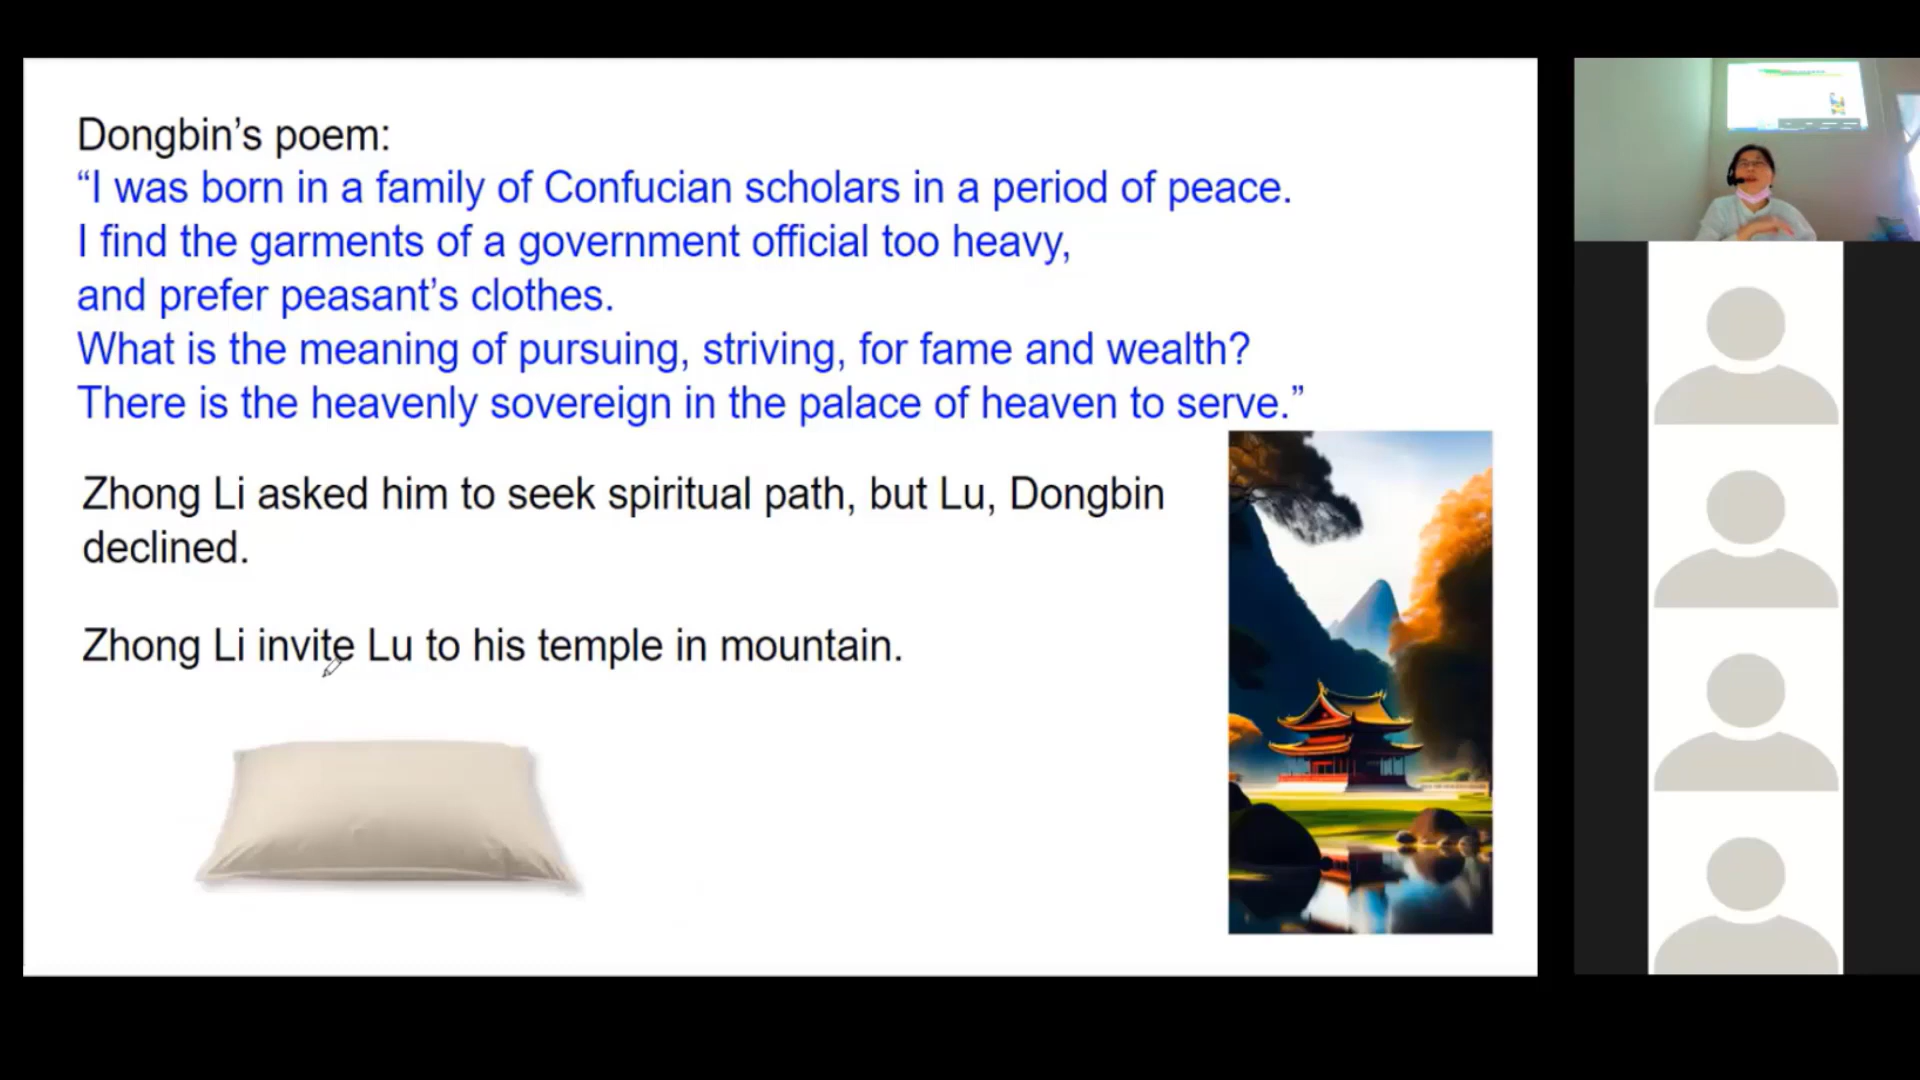 Dongbin’s poem:
“I was born in a family of Confucian scholars in a period of peace.
I find the garments of a government official too heavy,
and prefer peasant’s clothes.
What is the meaning of pursuing, striving, for fame and wealth?
There is the heavenly sovereign in the palace of heaven to serve.”
Zhong Li asked him to seek spiritual path, but Lu, Dongbin
declined.
Zhong Li invite Lu to his temple in mountain.